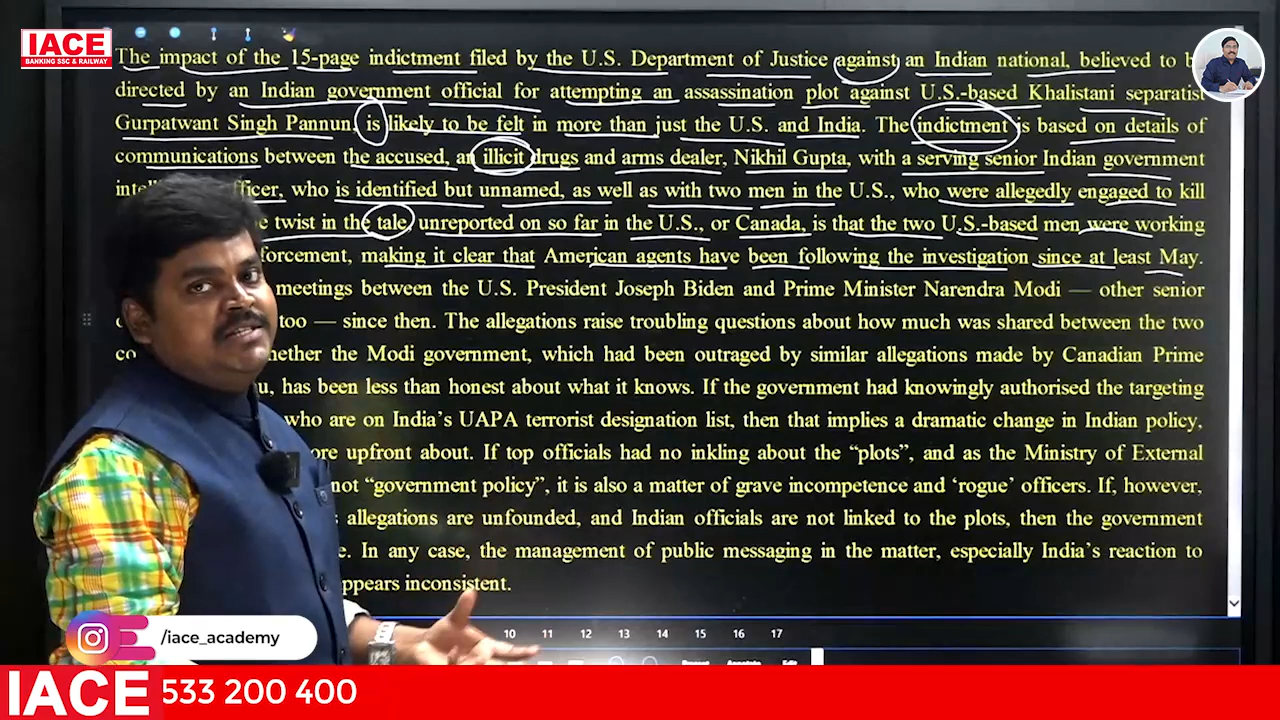 IACE
BANKING SSC & RAILWAY
The impact of the 15-page indictment filed by the U.S. Department of Justice against an Indian national, believed to
directed by an Indian government official for attempting an assassination plot against U.S.-based Khalistani separatist
Gurpatwant Singh Pannun, is likely to be felt in more than just the U.S. and India. The indictment is based on details of
communications between the accused, an illicit drugs and arms dealer, Nikhil Gupta, with a serving senior Indian government
who is identified but unnamed, as well as with two men in the U.S., who were allegedly engaged to kill
twist in the tale, unreported on so far in the U.S., or Canada, is that the two U.S.-based men were working
making it clear that American agents have been following the investigation since at least May.
meetings between the U.S. President Joseph Biden and Prime Minister Narendra Modi — other senior
too — since then. The allegations raise troubling questions about how much was shared between the two
the Modi government, which had been outraged by similar allegations made by Canadian Prime
has been less than honest about what it knows. If the government had knowingly authorised the targeting
who are on India's UAPA terrorist designation list, then that implies a dramatic change in Indian policy,
upfront about. If top officials had no inkling about the "plots", and as the Ministry of External
not "government policy", it is also a matter of grave incompetence and 'rogue' officers. If, however,
allegations are unfounded, and Indian officials are not linked to the plots, then the government
In any case, the management of public messaging in the matter, especially India's reaction to
inconsistent.
10 11 12 13 14 15 16 17
/iace_academy
IACE 533 200 400